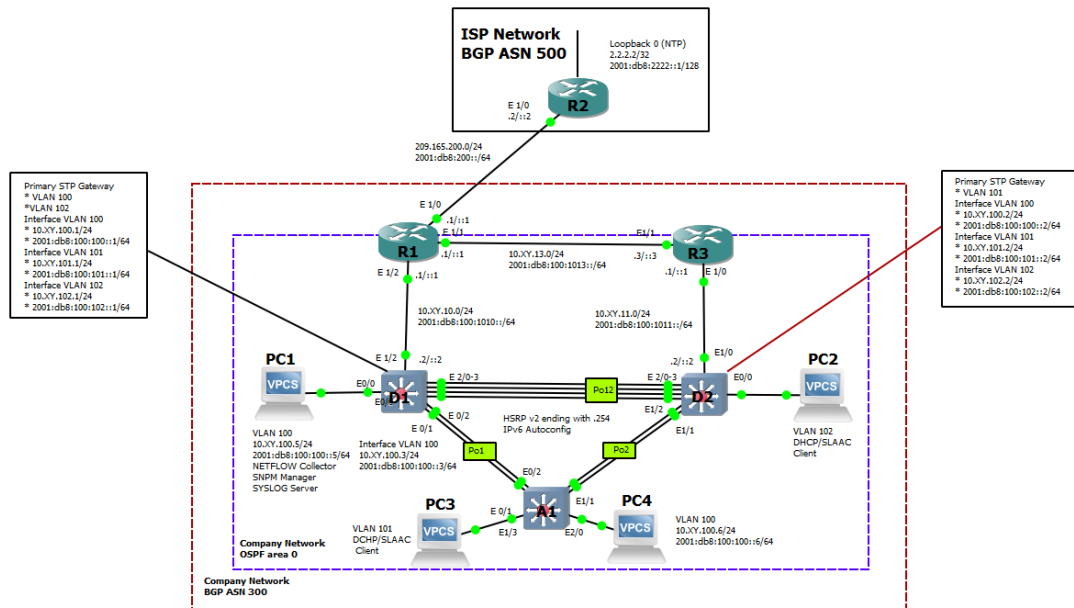 ISP Network
BGP ASN 500
Loopback 0 (NTP)
2.2.2.2/32
2001:db8:2222::1/128
R2
E 1/0
.2/::2
209.165.200.0/24
2001:db8:200::/64
Primary STP Gateway
* VLAN 100
*VLAN 102
Interface VLAN 100
* 10.XY.100.1/24
* 2001:db8:100:100::1/64
Interface VLAN 101
* 10.XY.101.1/24
* 2001:db8:100:101::1/64
Interface VLAN 102
* 10.XY.102.1/24
* 2001:db8:100:102::1/64
Primary STP Gateway
* VLAN 101
Interface VLAN 100
* 10.XY.100.2/24
* 2001:db8:100:100::2/64
Interface VLAN 101
* 10.XY.101.2/24
* 2001:db8:100:101::2/64
Interface VLAN 102
* 10.XY.102.2/24
* 2001:db8:100:102::2/64
E 1/0
.1/::1
R1
E 1/1
.1/::1
E 1/2
.1/::1
10.XY.13.0/24
2001:db8:100:1013::/64
E1/1
.3/::3
R3
.1/::1
E 1/0
10.XY.10.0/24
2001:db8:100:1010::/64
10.XY.11.0/24
2001:db8:100:1011::/64
PC1
VPCS
E0/0
E 1/2
.2/::2
D1
E 2/0-3
Po12
E 2/0-3
.2/::2
E1/0
D2
E0/0
PC2
VPCS
E 0/2
E 0/1
E1/2
E1/1
HSRP v2 ending with .254
IPv6 Autoconfig
VLAN 100
10.XY.100.5/24
2001:db8:100:100::5/64
NETFLOW Collector
SNPM Manager
SYSLOG Server
Interface VLAN 100
10.XY.100.3/24
2001:db8:100:100::3/64
VLAN 102
DHCP/SLAAC
Client
Po1
Po2
E0/2
E1/1
A1
E 0/1
E1/3
E2/0
PC3
VPCS
VLAN 101
DCHP/SLAAC
Client
PC4
VPCS
VLAN 100
10.XY.100.6/24
2001:db8:100:100::6/64
Company Network
OSPF area 0
Company Network
BGP ASN 300